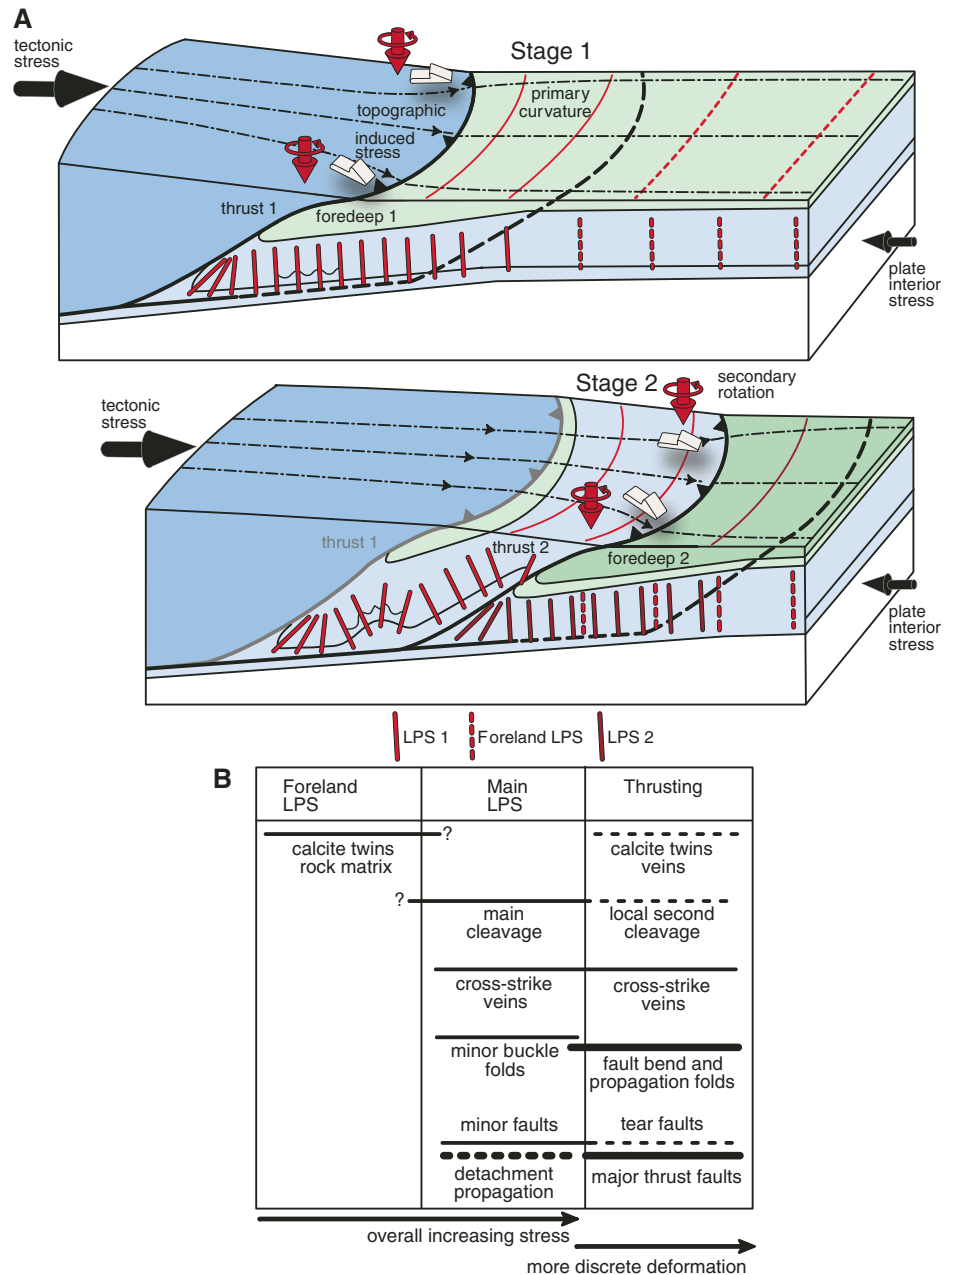 A
tectonic
stress
Stage 1
topographic
induced
stress
primary
curvature
thrust 1
foredeep 1
plate
interior
stress
Stage 2
secondary
rotation
tectonic
stress
thrust 1
thrust 2
foredeep 2
plate
interior
stress
LPS 1
Foreland LPS
LPS 2
B
Foreland
LPS
Main
LPS
Thrusting
?
calcite twins
rock matrix
calcite twins
veins
?
main
cleavage
local second
cleavage
cross-strike
veins
cross-strike
veins
minor buckle
folds
fault bend and
propagation folds
minor faults
tear faults
detachment
propagation
major thrust faults
overall increasing stress
more discrete deformation